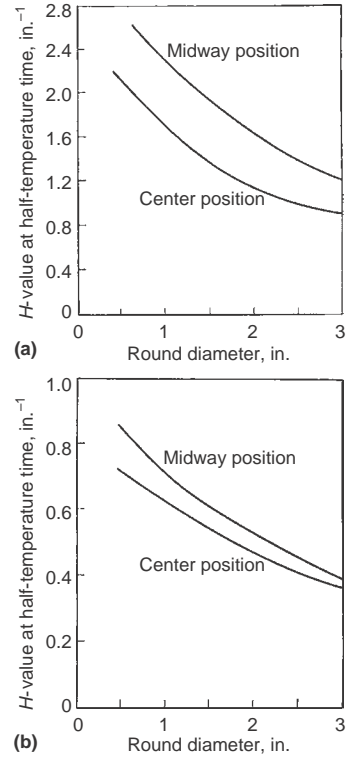 2.8
2.4
2.0
1.6
1.2
0.8
0.4
0
H-value at half-temperature time, in.⁻¹
Midway position
Center position
0 1 2 3
(a) Round diameter, in.
1.0
0.8
0.6
0.4
0.2
0
H-value at half-temperature time, in.⁻¹
Midway position
Center position
0 1 2 3
(b) Round diameter, in.